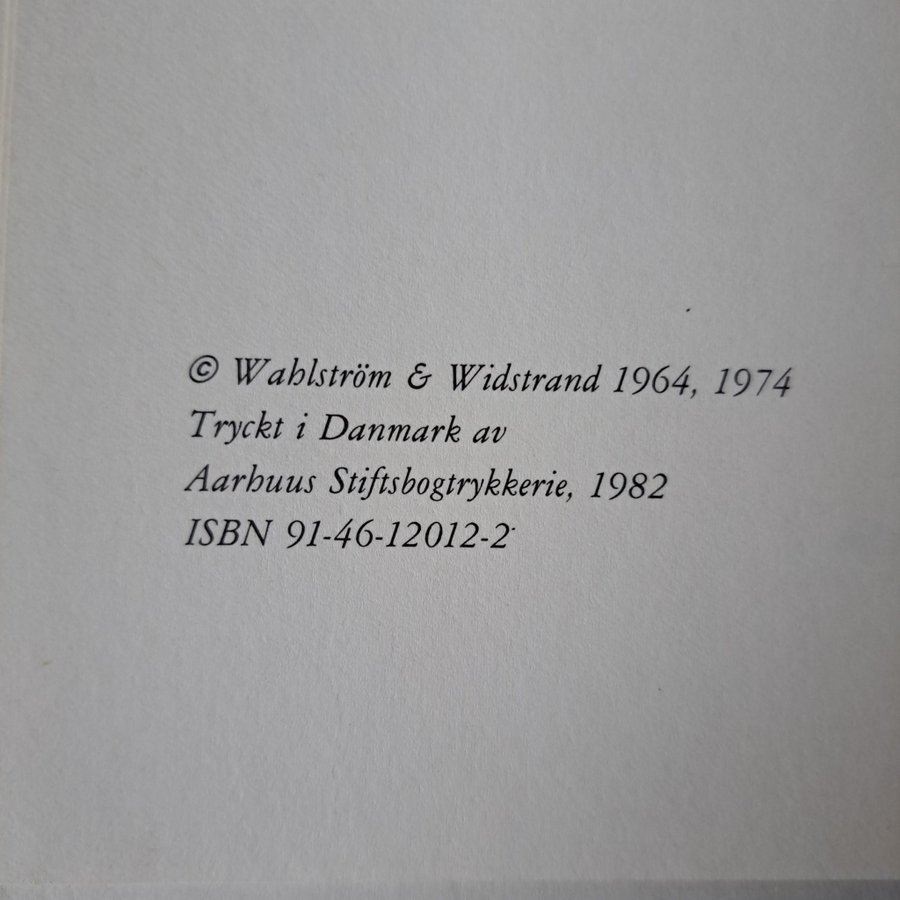 © Wahlström & Widstrand 1964, 1974
Tryckt i Danmark av
Aarhuus Stiftsbogtrykkerie, 1982
ISBN 91-46-12012-2